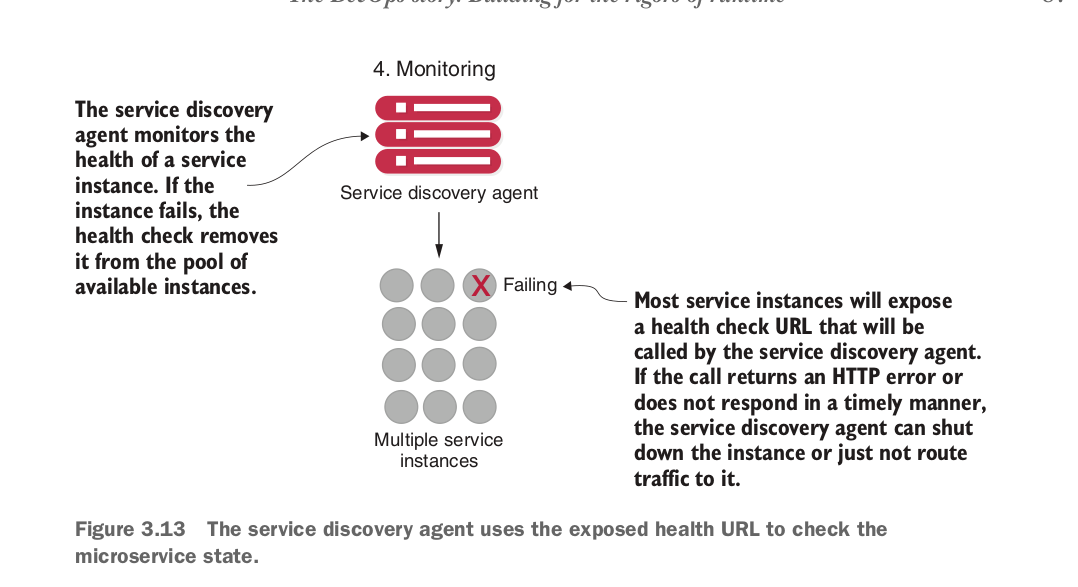 The DevOps story: Building for the rigors of runtime
4. Monitoring
The service discovery
agent monitors the
health of a service
instance. If the
instance fails, the
health check removes
it from the pool of
available instances.
Service discovery agent
X Failing
Most service instances will expose
a health check URL that will be
called by the service discovery agent.
If the call returns an HTTP error or
does not respond in a timely manner,
the service discovery agent can shut
down the instance or just not route
traffic to it.
Multiple service
instances
Figure 3.13 The service discovery agent uses the exposed health URL to check the
microservice state.